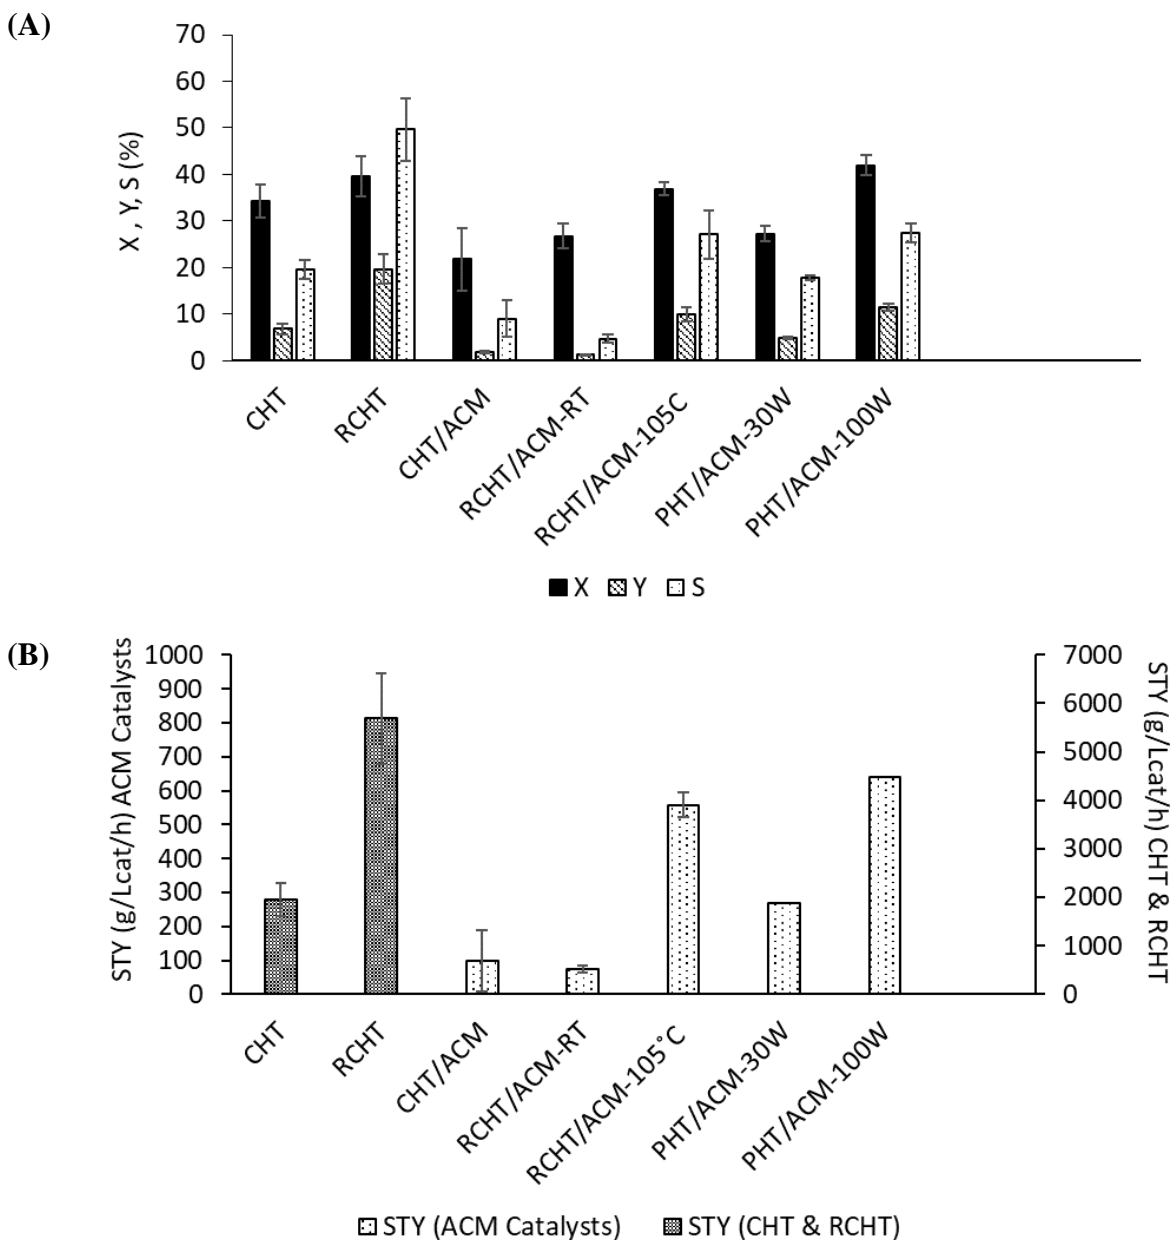 (A)
X , Y, S (%)
70
60
50
40
30
20
10
0
CHT
RCHT
CHT/ACM
RCHT/ACM-RT
RCHT/ACM-105C
PHT/ACM-30W
PHT/ACM-100W
X Y S
(B)
STY (g/Lcat/h) ACM Catalysts
1000
900
800
700
600
500
400
300
200
100
0
7000
6000
5000
4000
3000
2000
1000
0
STY (g/Lcat/h) CHT & RCHT
CHT
RCHT
CHT/ACM
RCHT/ACM-RT
RCHT/ACM-105˚C
PHT/ACM-30W
PHT/ACM-100W
STY (ACM Catalysts) STY (CHT & RCHT)